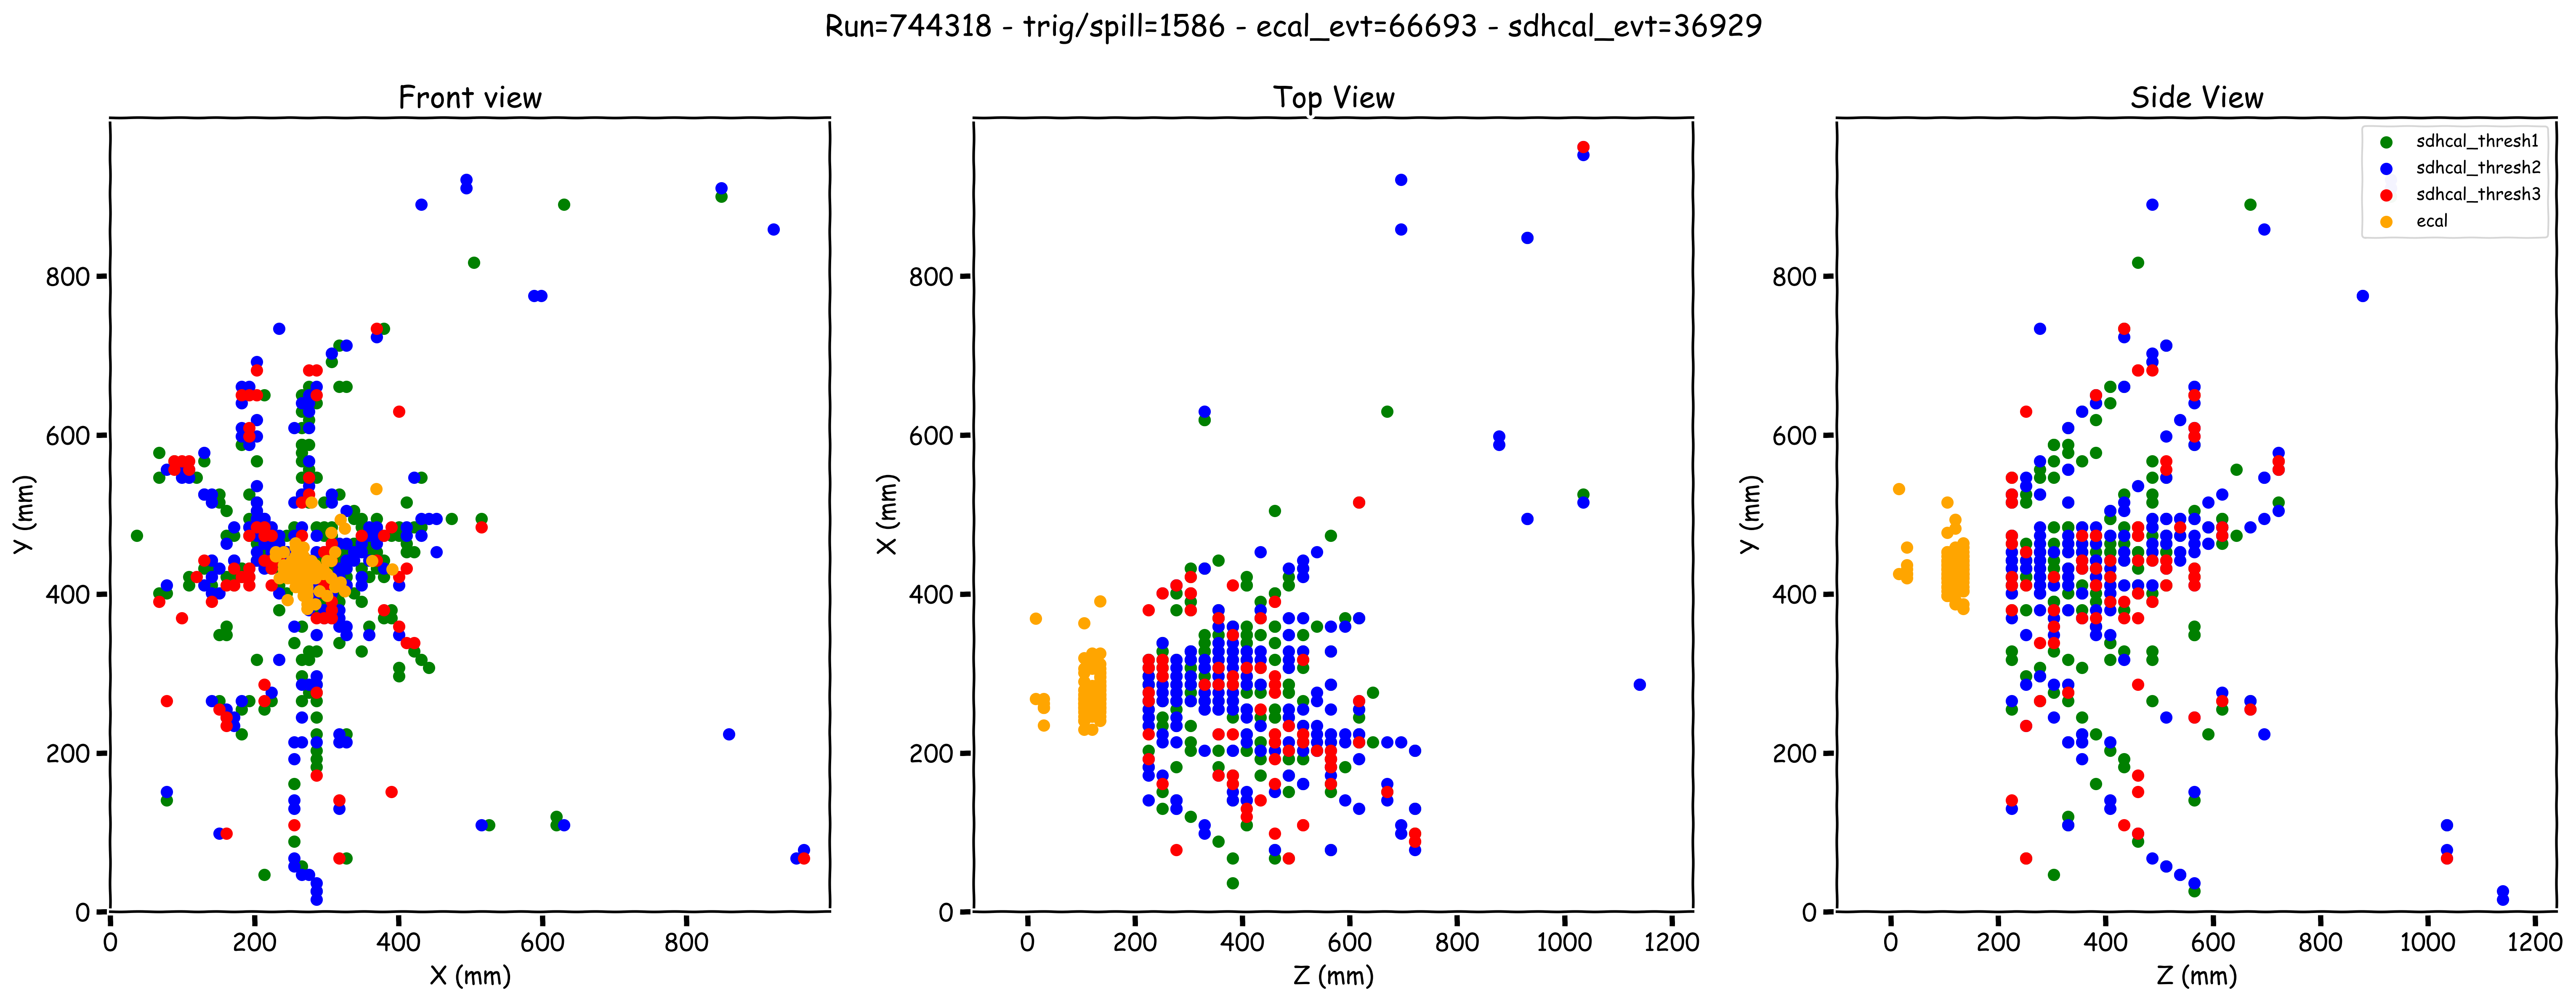 Run=744318 - trig/spill=1586 - ecal_evt=66693 - sdhcal_evt=36929
Front view
800
600
400
200
0
Y (mm)
0 200 400 600 800
X (mm)
Top View
800
600
400
200
0
X (mm)
0 200 400 600 800 1000 1200
Z (mm)
Side View
sdhcal_thresh1
sdhcal_thresh2
sdhcal_thresh3
ecal
800
600
400
200
0
Y (mm)
0 200 400 600 800 1000 1200
Z (mm)